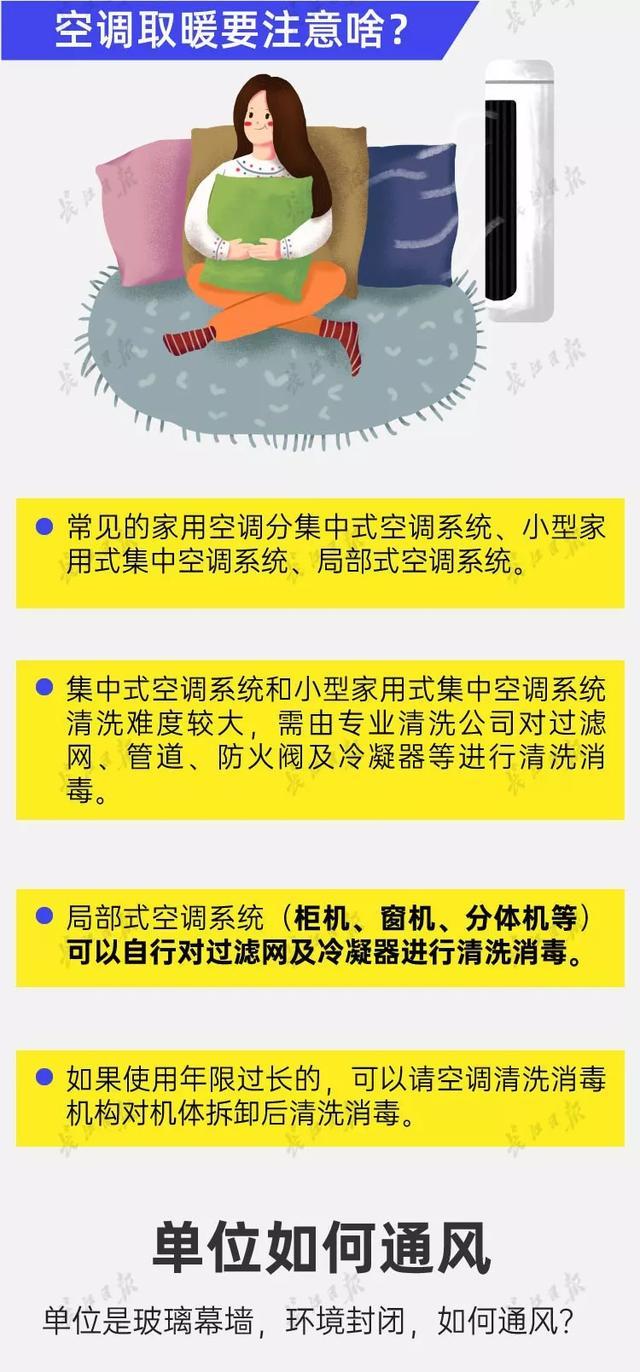 空调取暖要注意啥？
常见的家用空调分集中式空调系统、小型家
用式集中空调系统、局部式空调系统。
集中式空调系统和小型家用式集中空调系统
清洗难度较大，需由专业清洗公司对过滤
网、管道、防火阀及冷凝器等进行清洗消
毒。
局部式空调系统（柜机、窗机、分体机等）
可以自行对过滤网及冷凝器进行清洗消毒。
如果使用年限过长的，可以请空调清洗消毒
机构对机体拆卸后清洗消毒。
单位如何通风
单位是玻璃幕墙，环境封闭，如何通风？
长江日报